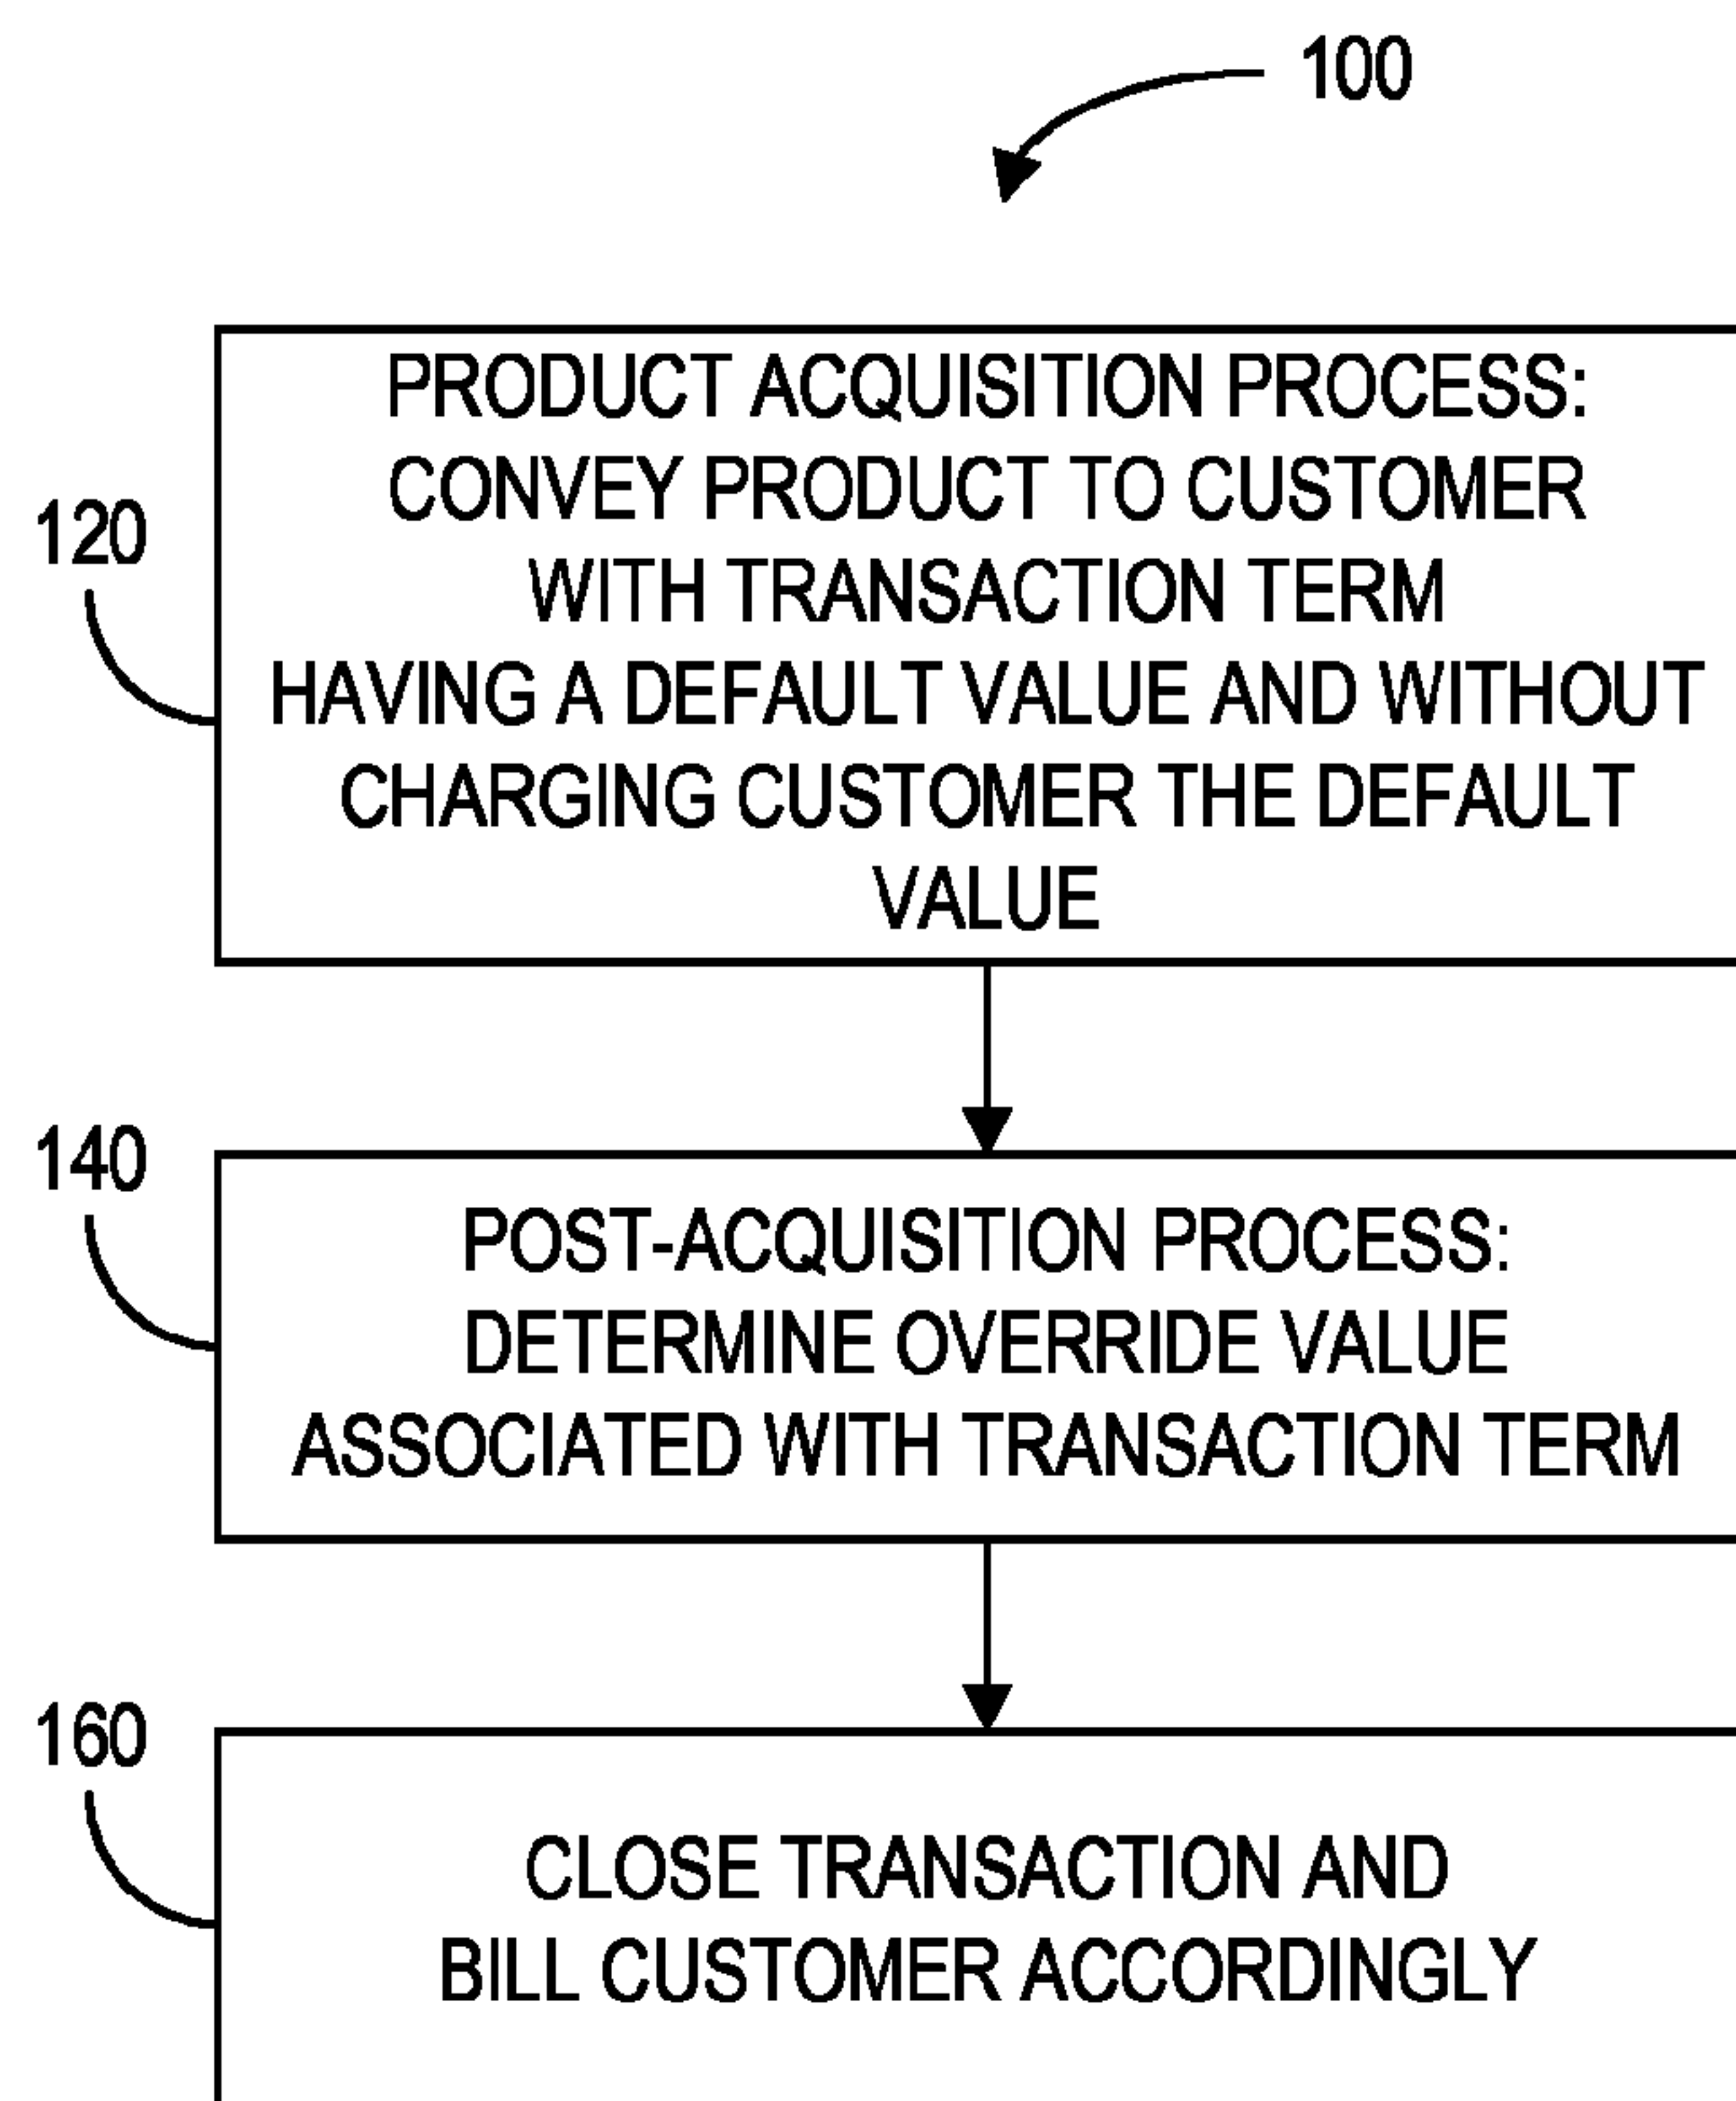 100
PRODUCT ACQUISITION PROCESS:
CONVEY PRODUCT TO CUSTOMER
WITH TRANSACTION TERM
HAVING A DEFAULT VALUE AND WITHOUT
CHARGING CUSTOMER THE DEFAULT
VALUE
120
140
POST-ACQUISITION PROCESS:
DETERMINE OVERRIDE VALUE
ASSOCIATED WITH TRANSACTION TERM
160
CLOSE TRANSACTION AND
BILL CUSTOMER ACCORDINGLY